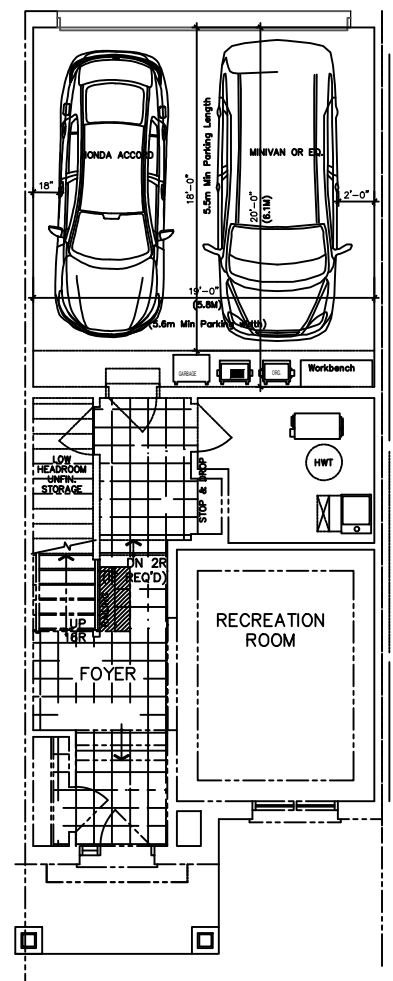 HONDA ACCORD
MINIVAN OR EQ.
18"
18'-0"
5.5m Min Parking Length
20'-0"
(6.1M)
2'-0"
19'-0"
(5.8M)
(5.6m Min Parking width)
GARBAGE
ORG.
Workbench
LOW
HEADROOM
UNFIN.
STORAGE
STOP & DROP
HWT
DN 2R
REQ'D)
UP
16R
RECREATION
ROOM
FOYER